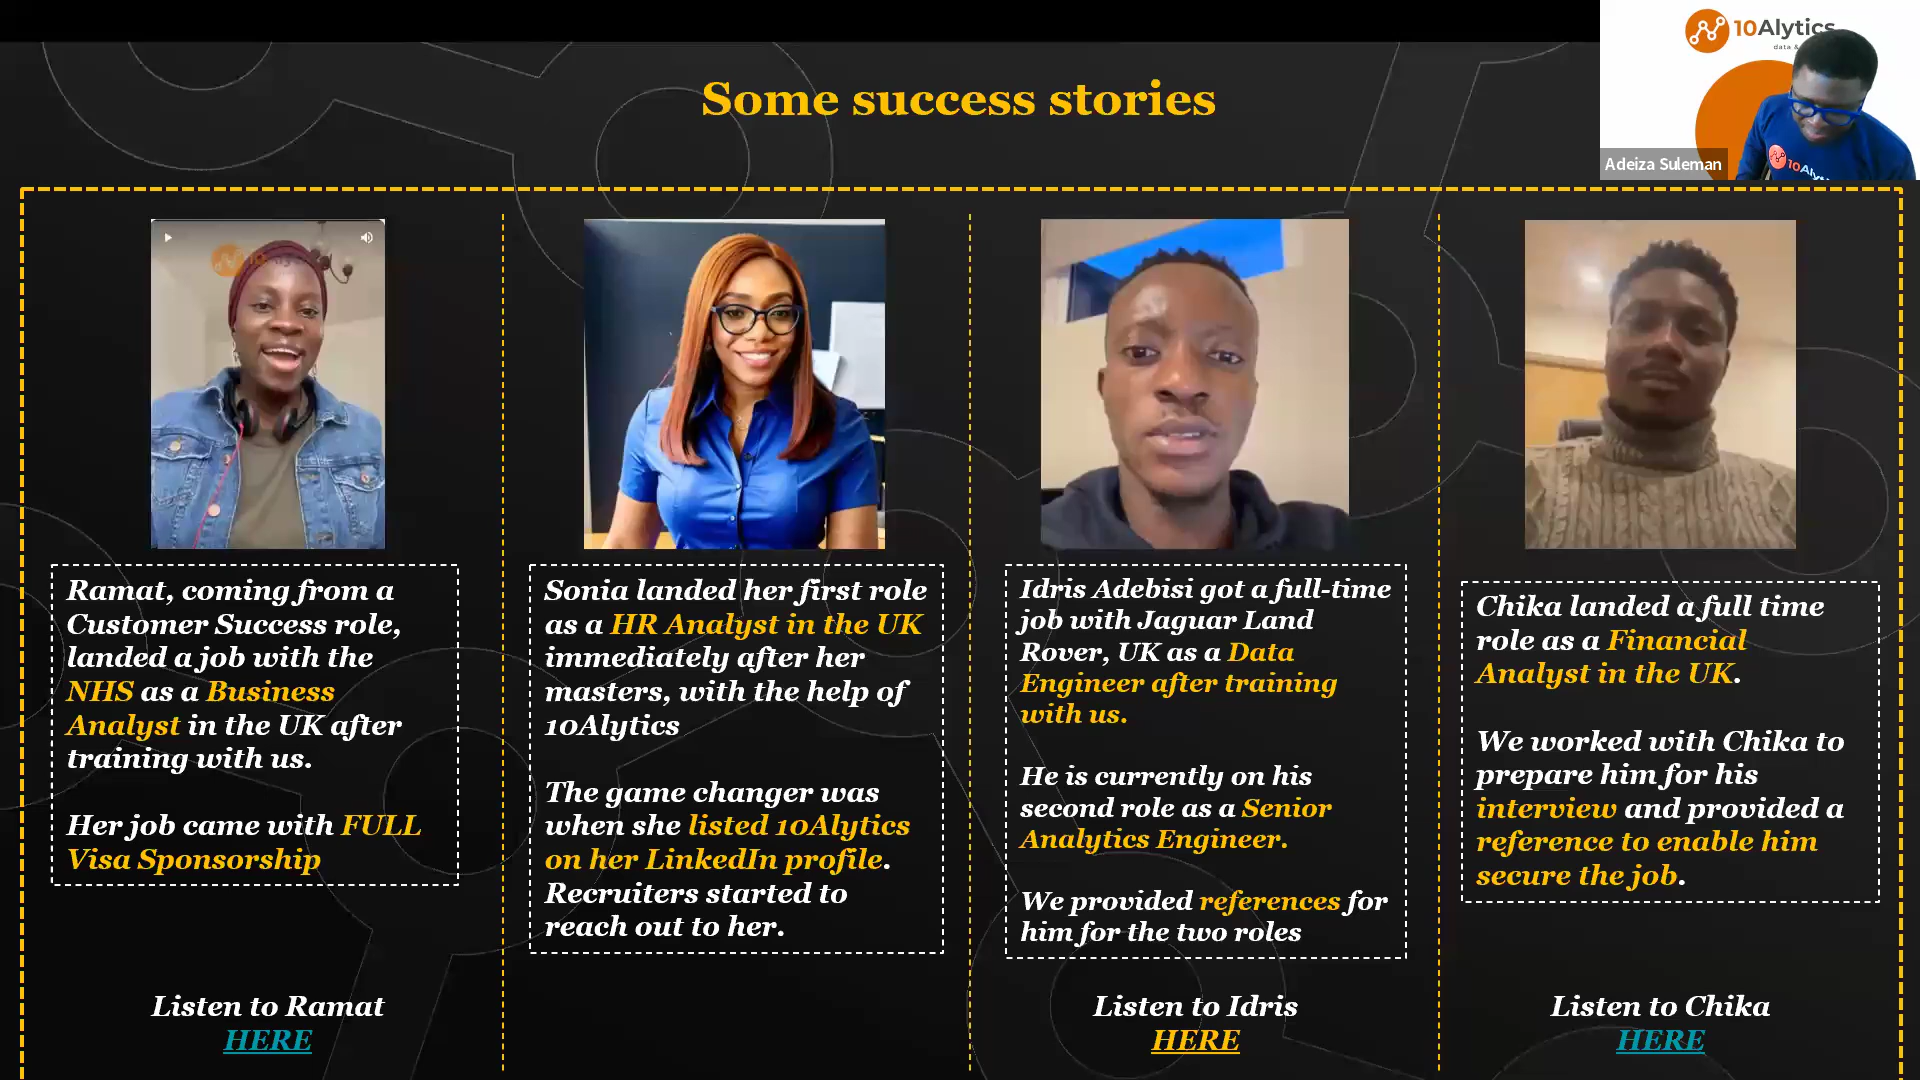 10Alytics
Some success stories
Adeiza Suleman
10Alytics
Ramat, coming from a
Customer Success role,
landed a job with the
NHS as a Business
Analyst in the UK after
training with us.
Her job came with FULL
Visa Sponsorship
Listen to Ramat
HERE
Sonia landed her first role
as a HR Analyst in the UK
immediately after her
masters, with the help of
10Alytics
The game changer was
when she listed 10Alytics
on her LinkedIn profile.
Recruiters started to
reach out to her.
Idris Adebisi got a full-time
job with Jaguar Land
Rover, UK as a Data
Engineer after training
with us.
He is currently on his
second role as a Senior
Analytics Engineer.
We provided references for
him for the two roles
Listen to Idris
HERE
Chika landed a full time
role as a Financial
Analyst in the UK.
We worked with Chika to
prepare him for his
interview and provided a
reference to enable him
secure the job.
Listen to Chika
HERE